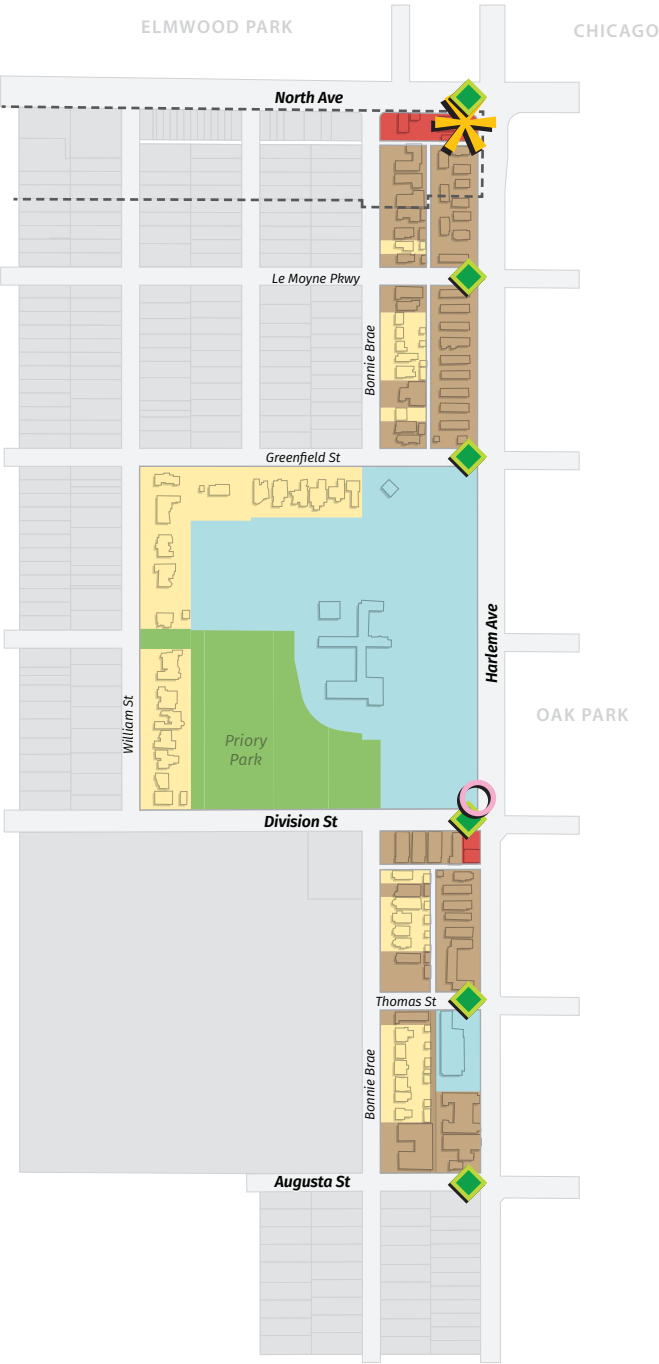 ELMWOOD PARK
CHICAGO
North Ave
Le Moyne Pkwy
Bonnie Brae
Greenfield St
Harlem Ave
William St
OAK PARK
Priory
Park
Division St
Thomas St
Bonnie Brae
Augusta St